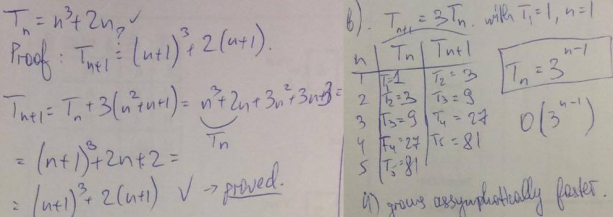 Tₙ = n³+2n ✓
Proof: Tₙ₊₁ ≟ (n+1)³ + 2(n+1).
Tₙ₊₁ = Tₙ + 3(n²+n+1) = n³+2n+3n²+3n+3 =
Tₙ
= (n+1)³+2n+2 =
= (n+1)³+2(n+1) ✓ → proved.
b). Tₙ₊₁ = 3Tₙ. with T₁=1, n=1
n | Tₙ | Tₙ₊₁
1 | T₁=1 | T₂ = 3
2 | T₂=3 | T₃ = 9
3 | T₃=9 | T₄ = 27
4 | T₄=27 | T₅ = 81
5 | T₅=81
Tₙ = 3ⁿ⁻¹
O(3ⁿ⁻¹)
ii) grows assymptotically faster